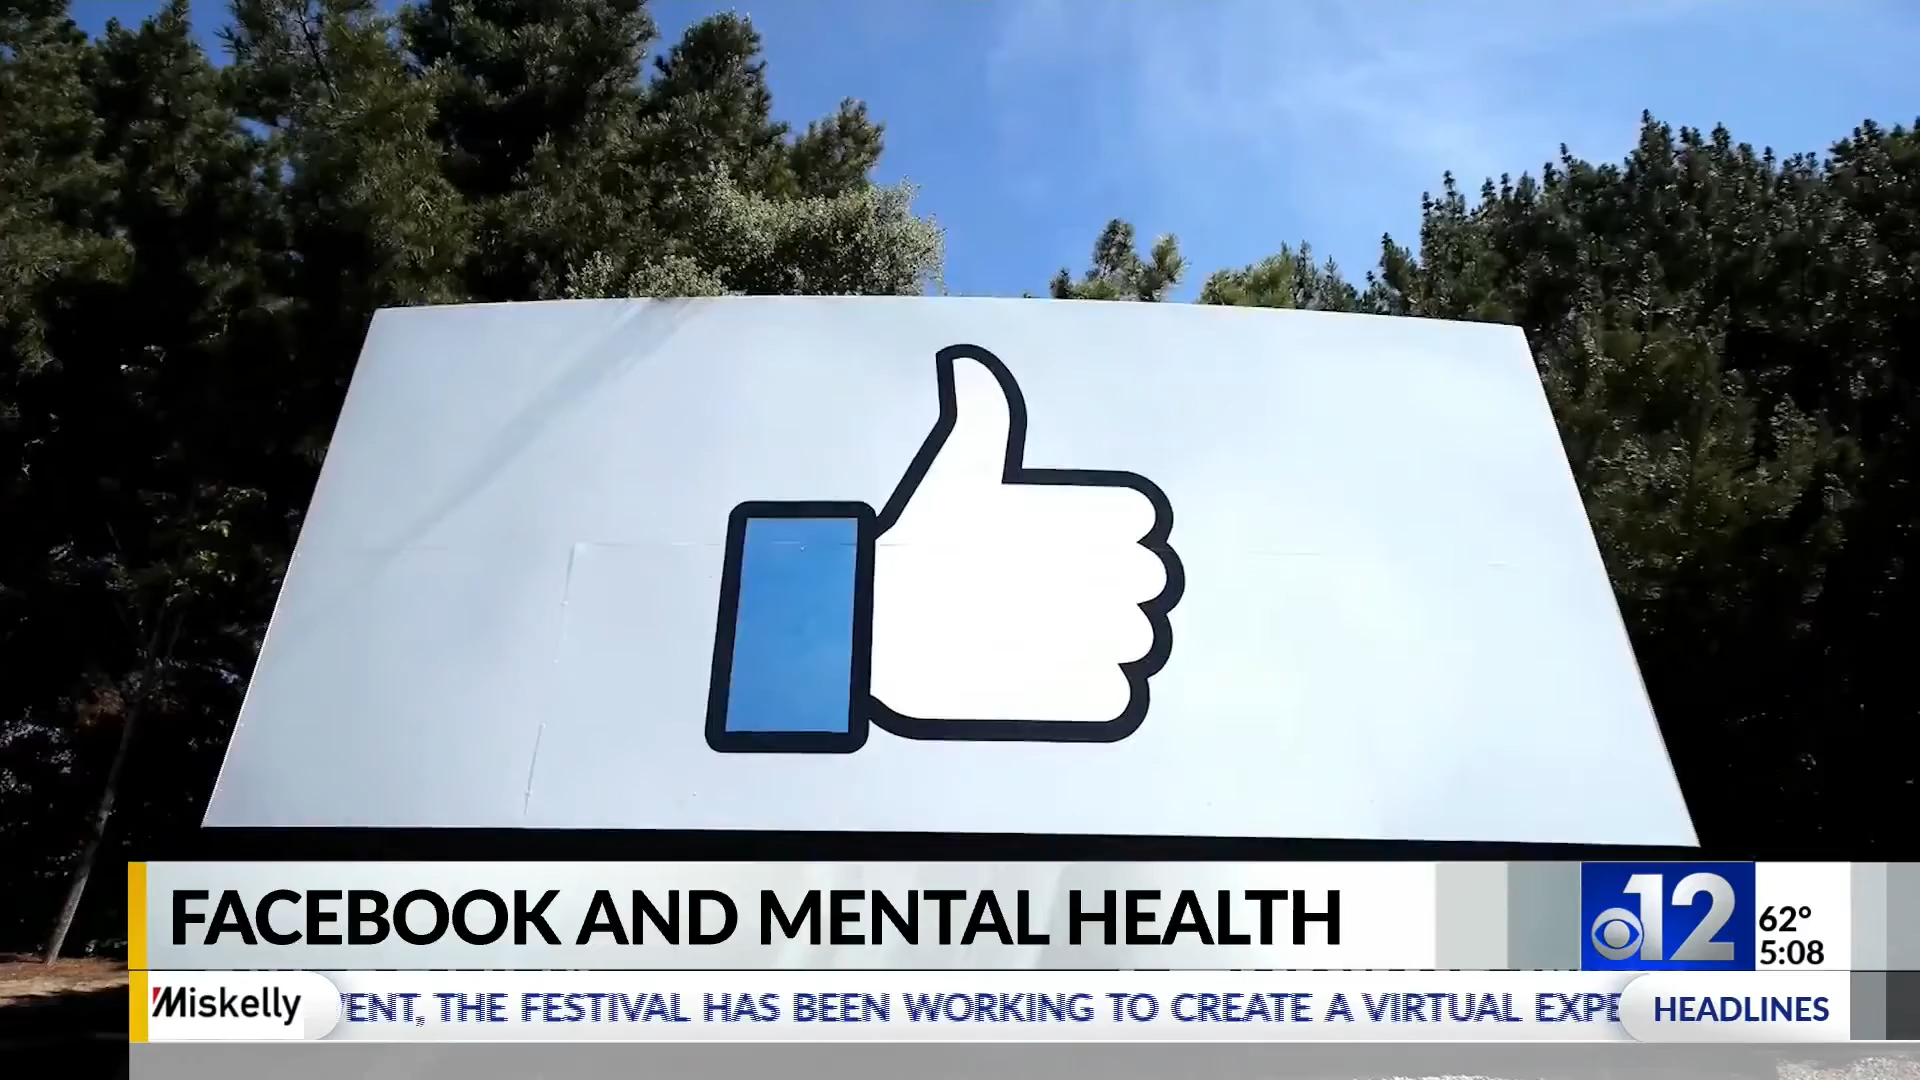 FACEBOOK AND MENTAL HEALTH
12
62°
5:08
Miskelly
VENT, THE FESTIVAL HAS BEEN WORKING TO CREATE A VIRTUAL EXPE
HEADLINES